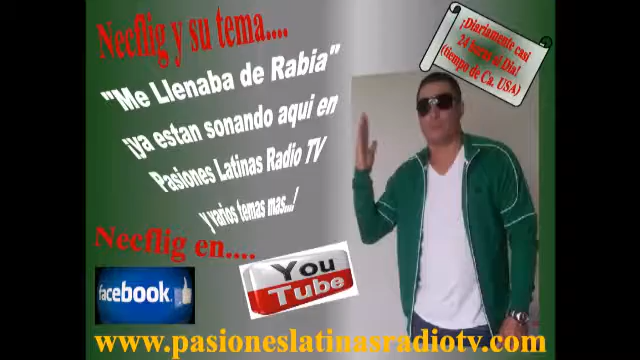 Necflig y su tema....
"Me Llenaba de Rabia"
¡ya estan sonando aqui en
Pasiones Latinas Radio TV
Y varios temas mas...!
Necflig en....
facebook
You
Tube
¡Diariamente casi
24 horas al Dia!
(tiempo de Ca. USA)
www.pasioneslatinasradiotv.com